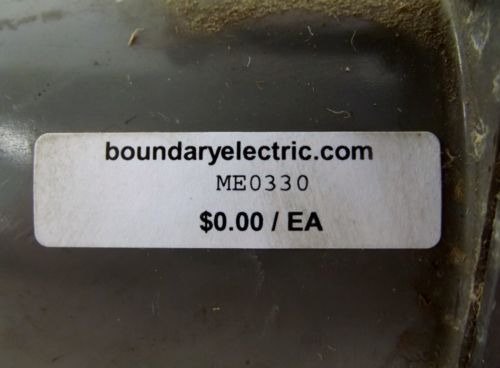 boundaryelectric.com
ME0330
$0.00 / EA